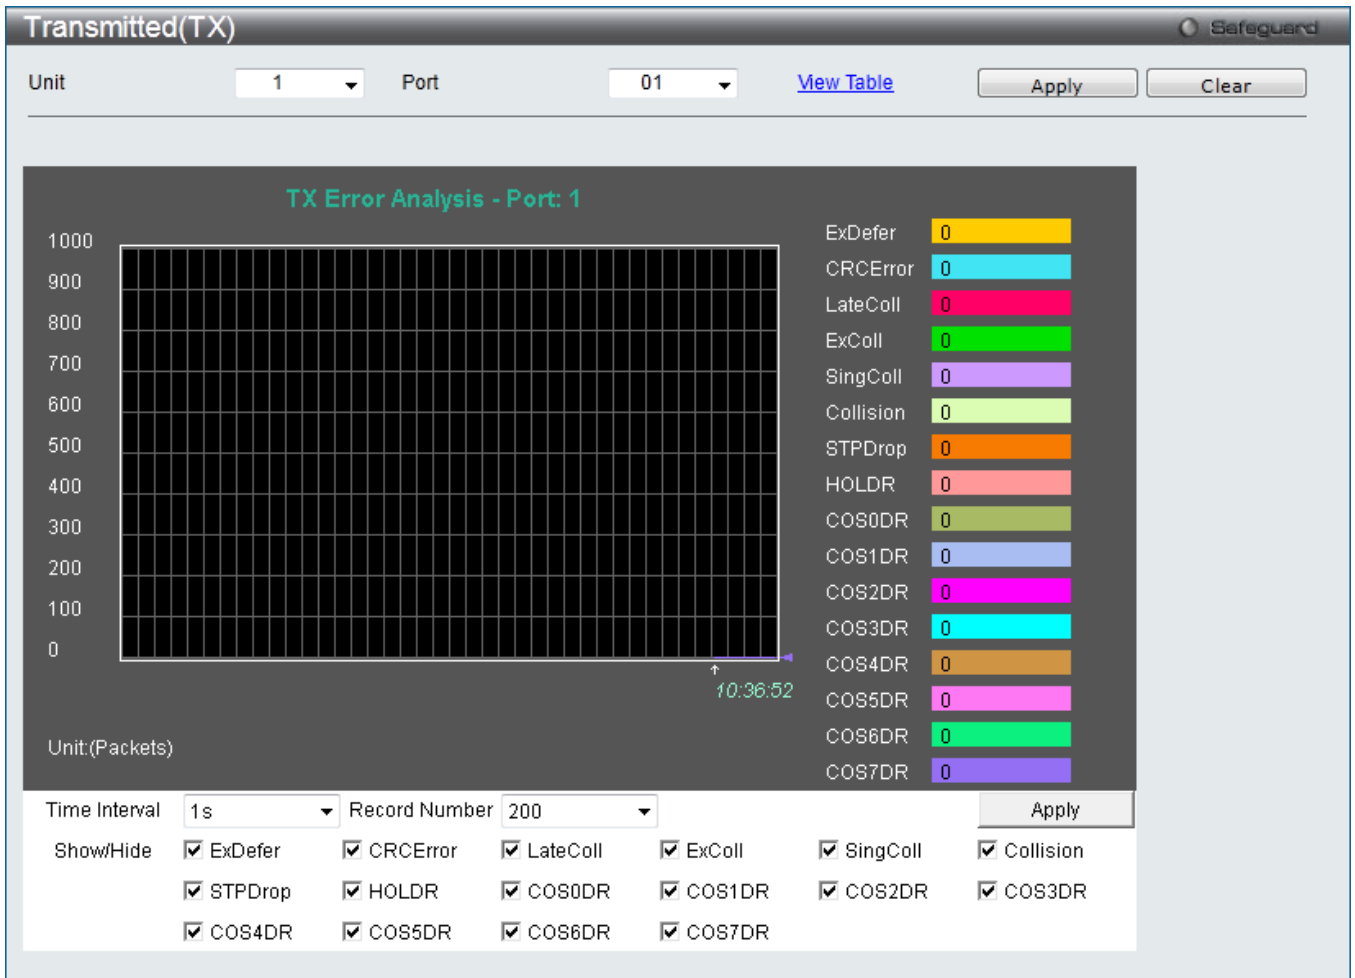 Transmitted(TX) Safeguard
Unit 1 Port 01 View Table Apply Clear
TX Error Analysis - Port: 1
1000
900
800
700
600
500
400
300
200
100
0
10:36:52
Unit:(Packets)
ExDefer 0
CRCError 0
LateColl 0
ExColl 0
SingColl 0
Collision 0
STPDrop 0
HOLDR 0
COS0DR 0
COS1DR 0
COS2DR 0
COS3DR 0
COS4DR 0
COS5DR 0
COS6DR 0
COS7DR 0
Time Interval 1s Record Number 200 Apply
Show/Hide ExDefer CRCError LateColl ExColl SingColl Collision
STPDrop HOLDR COS0DR COS1DR COS2DR COS3DR
COS4DR COS5DR COS6DR COS7DR